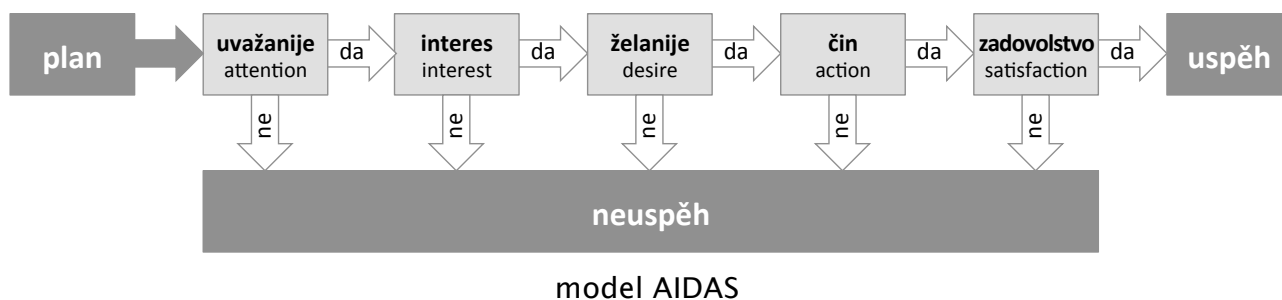 plan
uvažanije
attention
da
interes
interest
da
želanije
desire
da
čin
action
da
zadovolstvo
satisfaction
da
uspěh
ne
ne
ne
ne
ne
neuspěh
model AIDAS